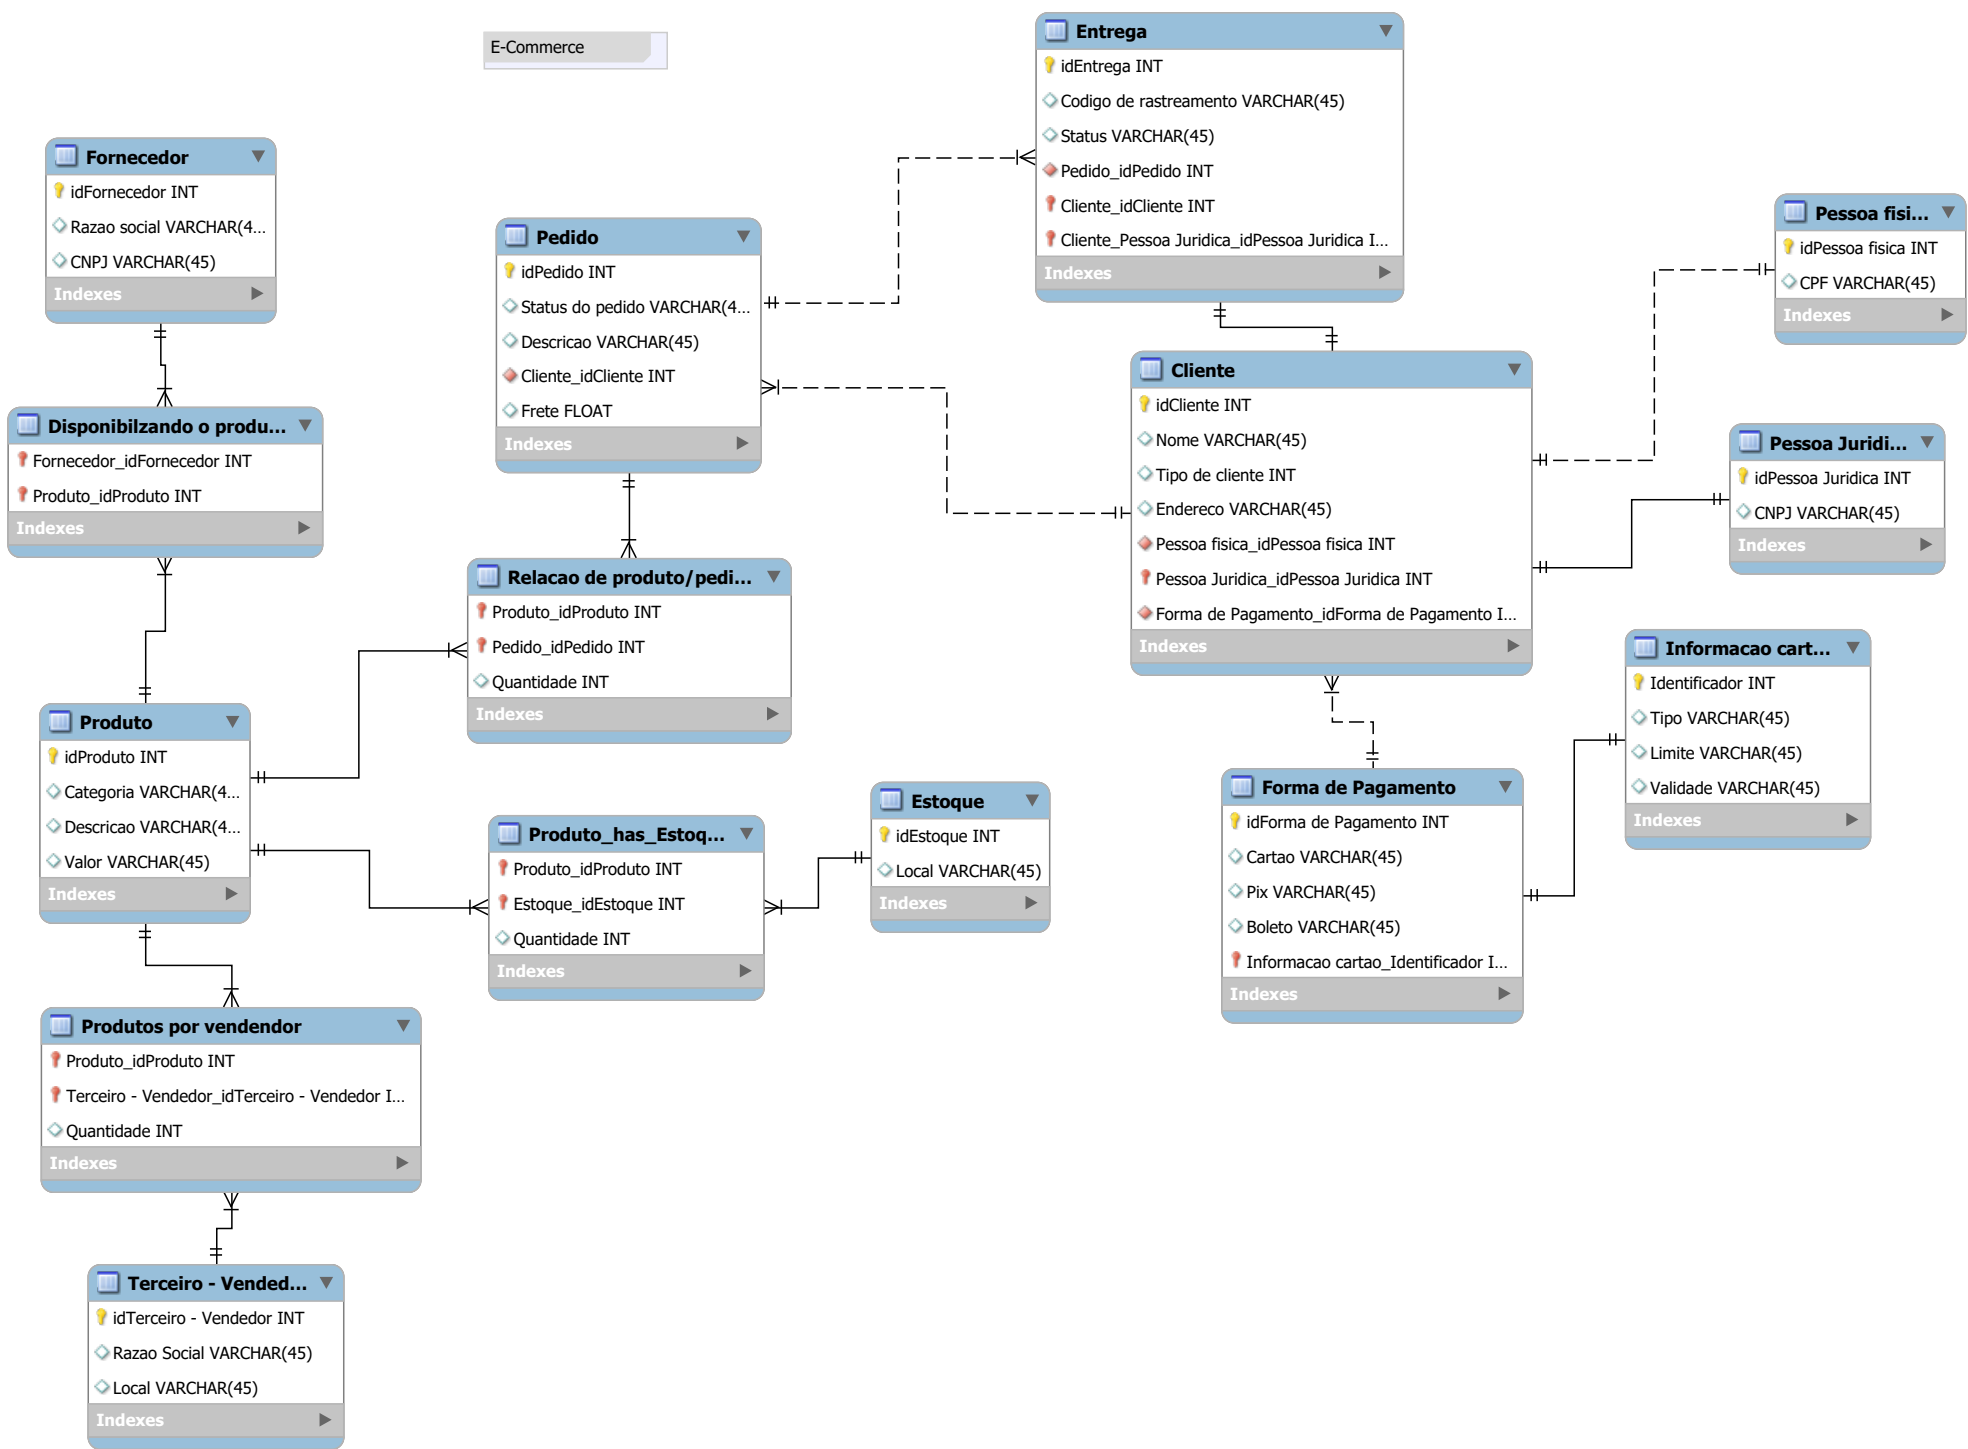 E-Commerce
Entrega
idEntrega INT
Codigo de rastreamento VARCHAR(45)
Status VARCHAR(45)
Pedido_idPedido INT
Cliente_idCliente INT
Cliente_Pessoa Juridica_idPessoa Juridica I...
Indexes
Fornecedor
idFornecedor INT
Razao social VARCHAR(4...
CNPJ VARCHAR(45)
Indexes
Pedido
idPedido INT
Status do pedido VARCHAR(4...
Descricao VARCHAR(45)
Cliente_idCliente INT
Frete FLOAT
Indexes
Pessoa fisi...
idPessoa fisica INT
CPF VARCHAR(45)
Indexes
Cliente
idCliente INT
Nome VARCHAR(45)
Tipo de cliente INT
Endereco VARCHAR(45)
Pessoa fisica_idPessoa fisica INT
Pessoa Juridica_idPessoa Juridica INT
Forma de Pagamento_idForma de Pagamento I...
Indexes
Disponibilzando o produ...
Fornecedor_idFornecedor INT
Produto_idProduto INT
Indexes
Pessoa Juridi...
idPessoa Juridica INT
CNPJ VARCHAR(45)
Indexes
Relacao de produto/pedi...
Produto_idProduto INT
Pedido_idPedido INT
Quantidade INT
Indexes
Informacao cart...
Identificador INT
Tipo VARCHAR(45)
Limite VARCHAR(45)
Validade VARCHAR(45)
Indexes
Produto
idProduto INT
Categoria VARCHAR(4...
Descricao VARCHAR(4...
Valor VARCHAR(45)
Indexes
Produto_has_Estoq...
Produto_idProduto INT
Estoque_idEstoque INT
Quantidade INT
Indexes
Estoque
idEstoque INT
Local VARCHAR(45)
Indexes
Forma de Pagamento
idForma de Pagamento INT
Cartao VARCHAR(45)
Pix VARCHAR(45)
Boleto VARCHAR(45)
Informacao cartao_Identificador I...
Indexes
Produtos por vendendor
Produto_idProduto INT
Terceiro - Vendedor_idTerceiro - Vendedor I...
Quantidade INT
Indexes
Terceiro - Vended...
idTerceiro - Vendedor INT
Razao Social VARCHAR(45)
Local VARCHAR(45)
Indexes